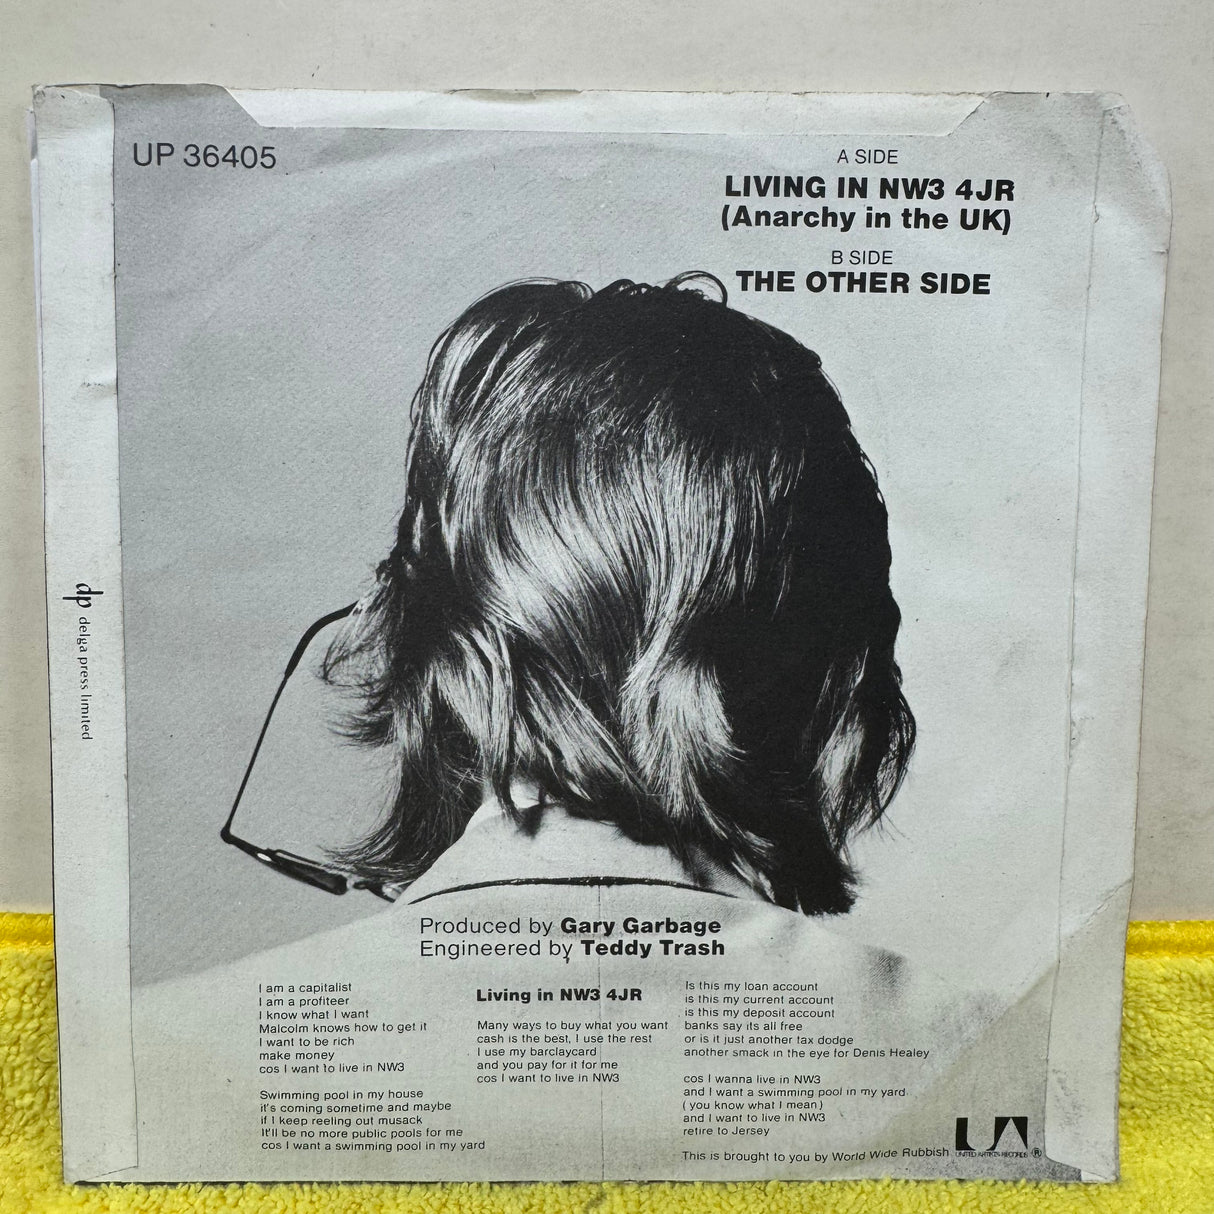 UP 36405
A SIDE
LIVING IN NW3 4JR
(Anarchy in the UK)
B SIDE
THE OTHER SIDE
dp delga press limited
Produced by Gary Garbage
Engineered by Teddy Trash
I am a capitalist
I am a profiteer
I know what I want
Malcolm knows how to get it
I want to be rich
make money
cos I want to live in NW3
Swimming pool in my house
it's coming sometime and maybe
if I keep reeling out musack
It'll be no more public pools for me
cos I want a swimming pool in my yard
Living in NW3 4JR
Many ways to buy what you want
cash is the best, I use the rest
I use my barclaycard
and you pay for it for me
cos I want to live in NW3
Is this my loan account
is this my current account
is this my deposit account
banks say its all free
or is it just another tax dodge
another smack in the eye for Denis Healey
cos I wanna live in NW3
and I want a swimming pool in my yard
(you know what I mean)
and I want to live in NW3
retire to Jersey
This is brought to you by World Wide Rubbish
UA
UNITED ARTISTS RECORDS ®